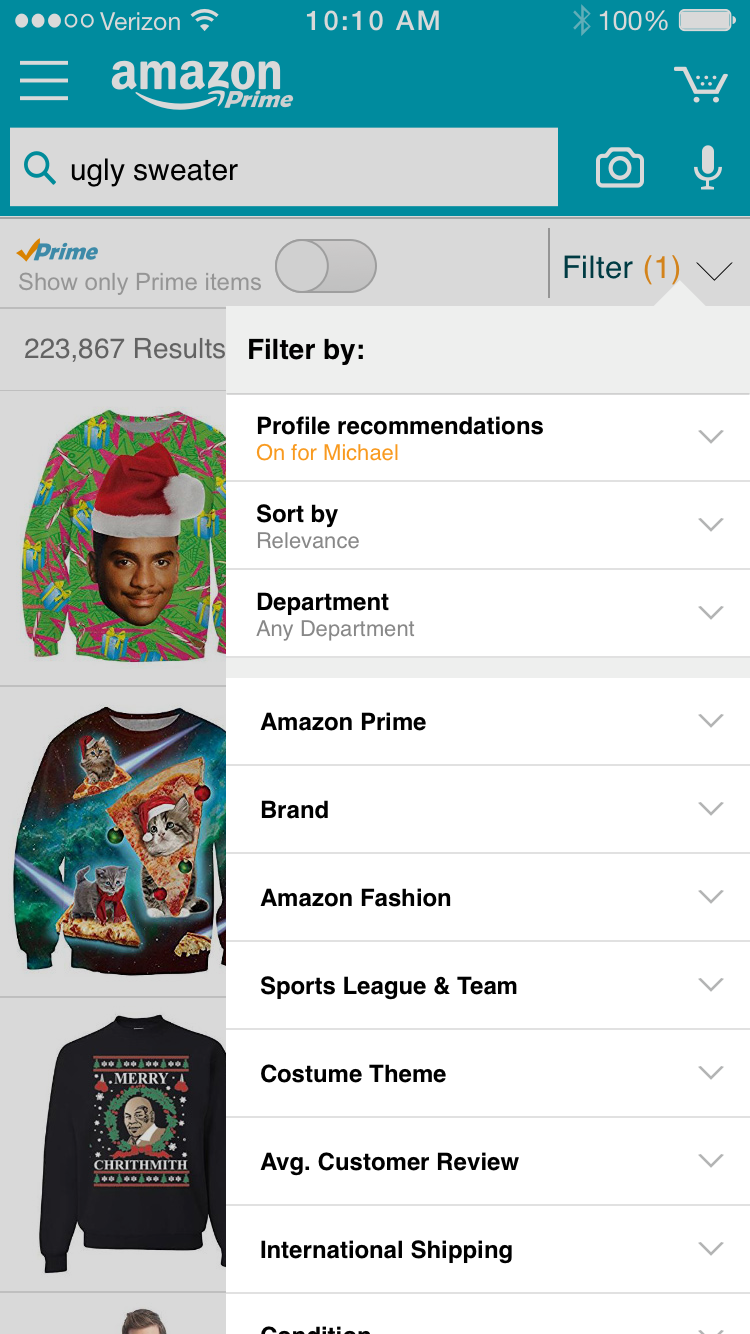 Verizon 10:10 AM 100%
amazon
Prime
ugly sweater
Prime
Show only Prime items
Filter (1)
223,867 Results
Filter by:
Profile recommendations
On for Michael
Sort by
Relevance
Department
Any Department
Amazon Prime
Brand
Amazon Fashion
Sports League & Team
Costume Theme
MERRY
CHRITHMITH
Avg. Customer Review
International Shipping
Condition